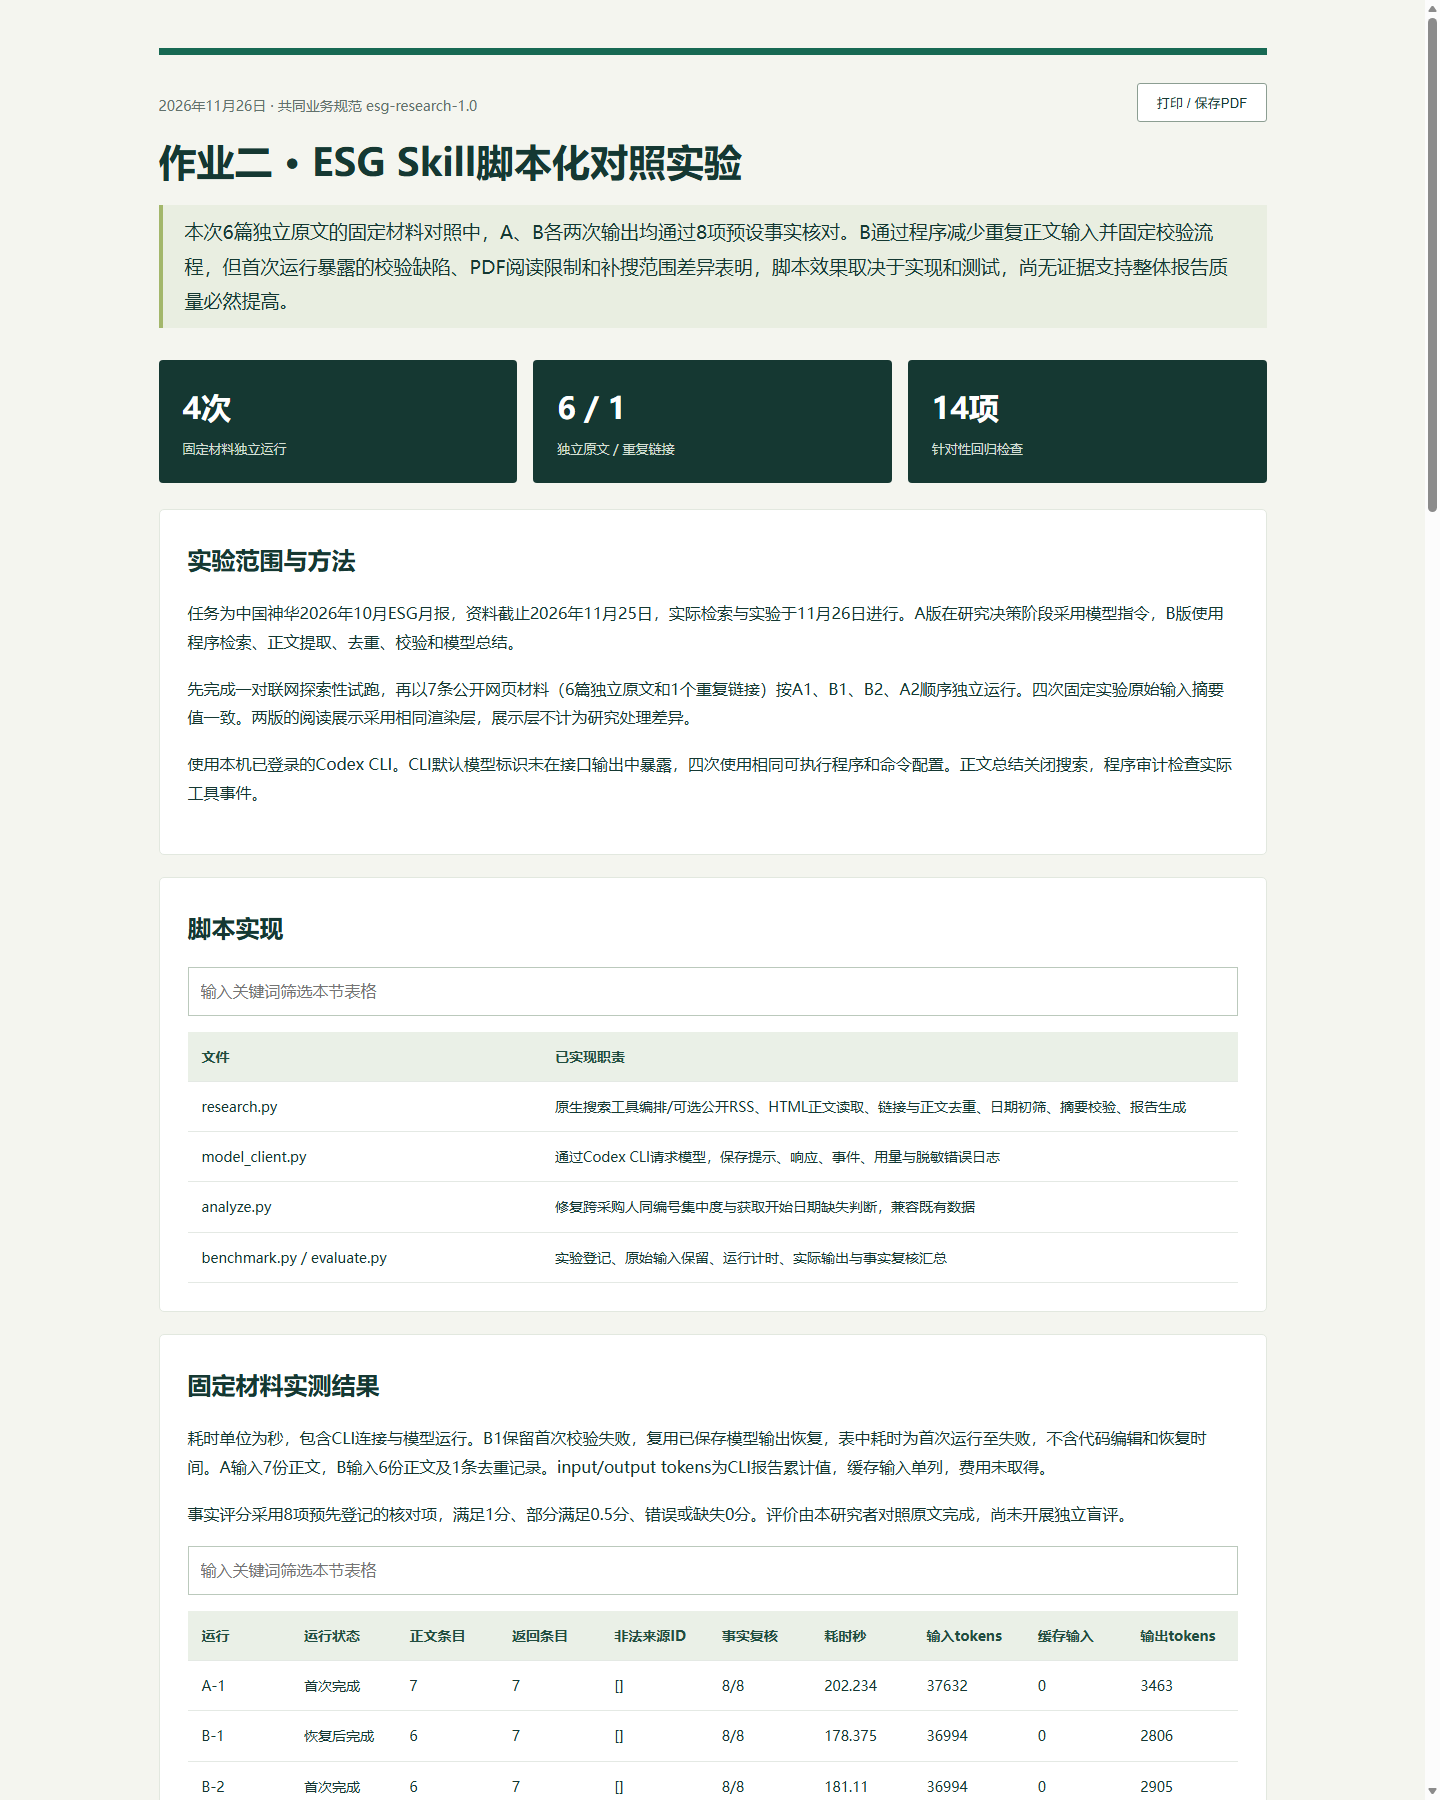 2026年11月26日 · 共同业务规范 esg-research-1.0
打印 / 保存PDF
作业二 · ESG Skill脚本化对照实验
本次6篇独立原文的固定材料对照中，A、B各两次输出均通过8项预设事实核对。B通过程序减少重复正文输入并固定校验流
程，但首次运行暴露的校验缺陷、PDF阅读限制和补搜范围差异表明，脚本效果取决于实现和测试，尚无证据支持整体报告质
量必然提高。
4次
固定材料独立运行
6 / 1
独立原文 / 重复链接
14项
针对性回归检查
实验范围与方法
任务为中国神华2026年10月ESG月报，资料截止2026年11月25日，实际检索与实验于11月26日进行。A版在研究决策阶段采用模型指令，B版使用
程序检索、正文提取、去重、校验和模型总结。
先完成一对联网探索性试跑，再以7条公开网页材料（6篇独立原文和1个重复链接）按A1、B1、B2、A2顺序独立运行。四次固定实验原始输入摘要
值一致。两版的阅读展示采用相同渲染层，展示层不计为研究处理差异。
使用本机已登录的Codex CLI。CLI默认模型标识未在接口输出中暴露，四次使用相同可执行程序和命令配置。正文总结关闭搜索，程序审计检查实际
工具事件。
脚本实现
输入关键词筛选本节表格
文件 已实现职责
research.py 原生搜索工具编排/可选公开RSS、HTML正文读取、链接与正文去重、日期初筛、摘要校验、报告生成
model_client.py 通过Codex CLI请求模型，保存提示、响应、事件、用量与脱敏错误日志
analyze.py 修复跨采购人同编号集中度与获取开始日期缺失判断，兼容既有数据
benchmark.py / evaluate.py 实验登记、原始输入保留、运行计时、实际输出与事实复核汇总
固定材料实测结果
耗时单位为秒，包含CLI连接与模型运行。B1保留首次校验失败，复用已保存模型输出恢复，表中耗时为首次运行至失败，不含代码编辑和恢复时
间。A输入7份正文，B输入6份正文及1条去重记录。input/output tokens为CLI报告累计值，缓存输入单列，费用未取得。
事实评分采用8项预先登记的核对项，满足1分、部分满足0.5分、错误或缺失0分。评价由本研究者对照原文完成，尚未开展独立盲评。
输入关键词筛选本节表格
运行 运行状态 正文条目 返回条目 非法来源ID 事实复核 耗时秒 输入tokens 缓存输入 输出tokens
A-1 首次完成 7 7 [] 8/8 202.234 37632 0 3463
B-1 恢复后完成 6 7 [] 8/8 178.375 36994 0 2806
B-2 首次完成 6 7 [] 8/8 181.11 36994 0 2905